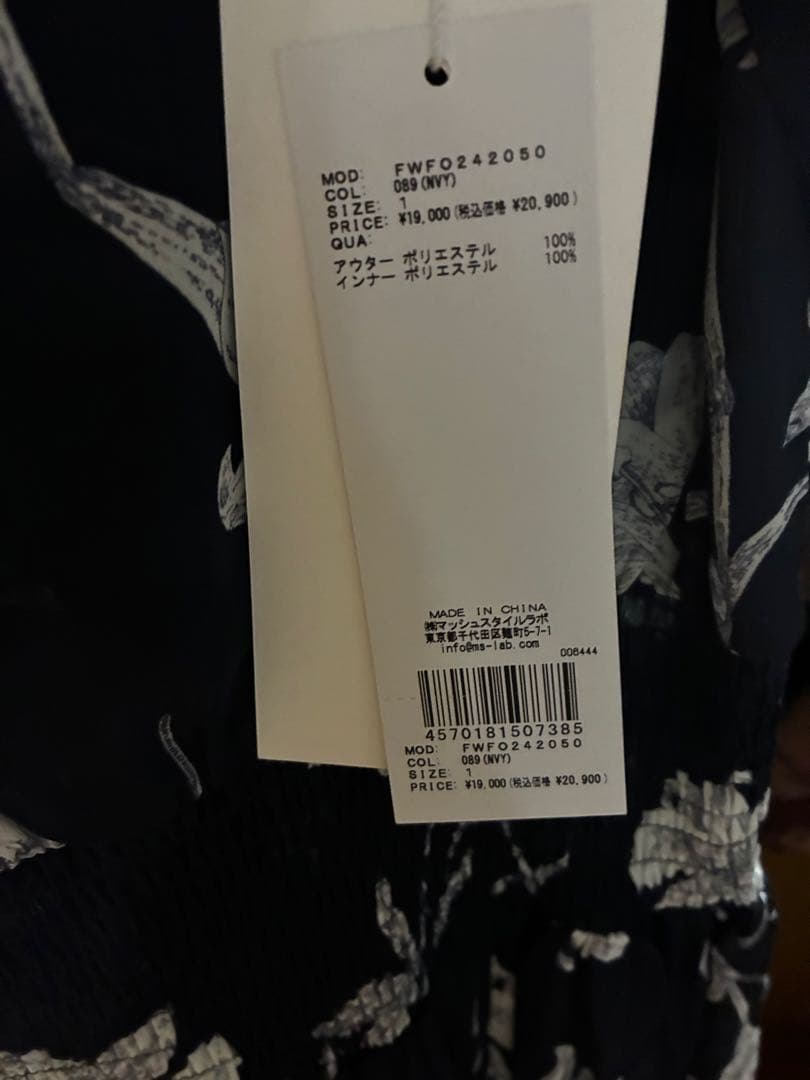 MOD: FWFO242050
COL: 089(NVY)
SIZE: 1
PRICE: ¥19,000(税込価格 ¥20,900)
QUA:
アウター ポリエステル 100%
インナー ポリエステル 100%
MADE IN CHINA
㈱マッシュスタイルラボ
東京都千代田区麹町5-7-1
info@ms-lab.com
008444
4570181507385
MOD: FWFO242050
COL: 089(NVY)
SIZE: 1
PRICE: ¥19,000(税込価格 ¥20,900)